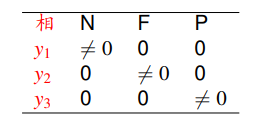 相 N F P
y₁ ≠ 0 0 0
y₂ 0 ≠ 0 0
y₃ 0 0 ≠ 0